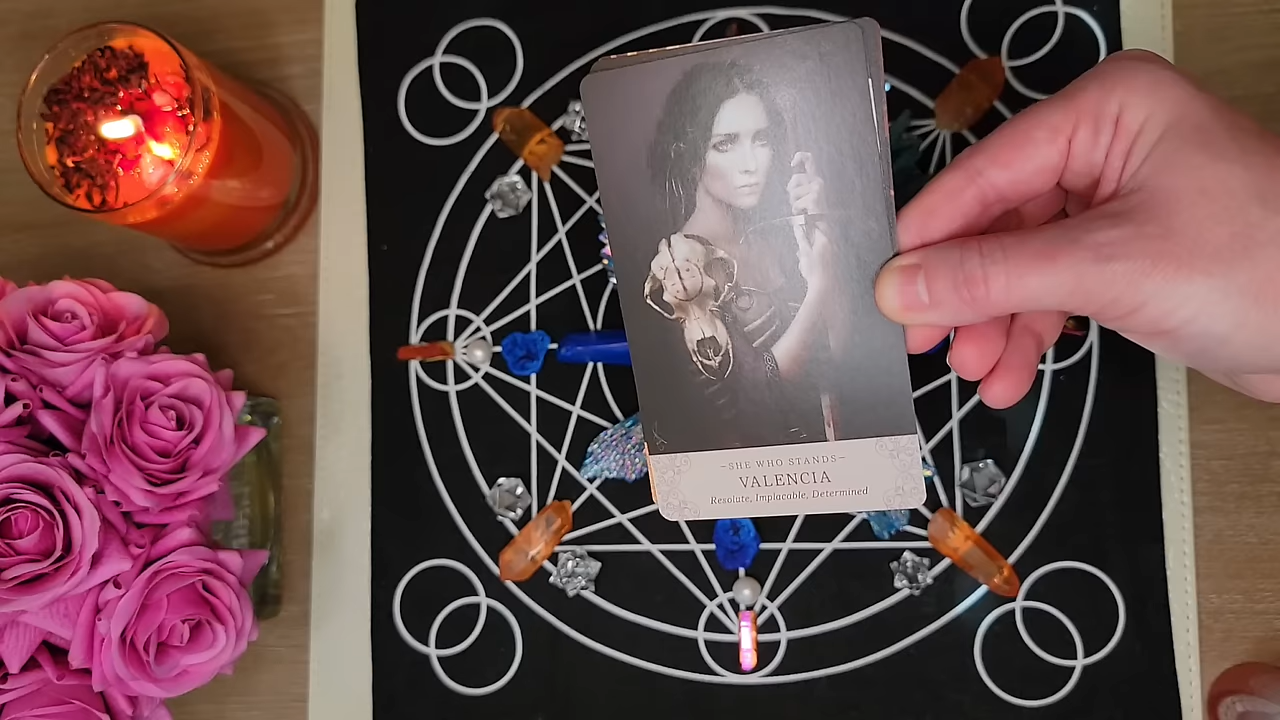 ~SHE WHO STANDS~
VALENCIA
Resolute, Implacable, Determined